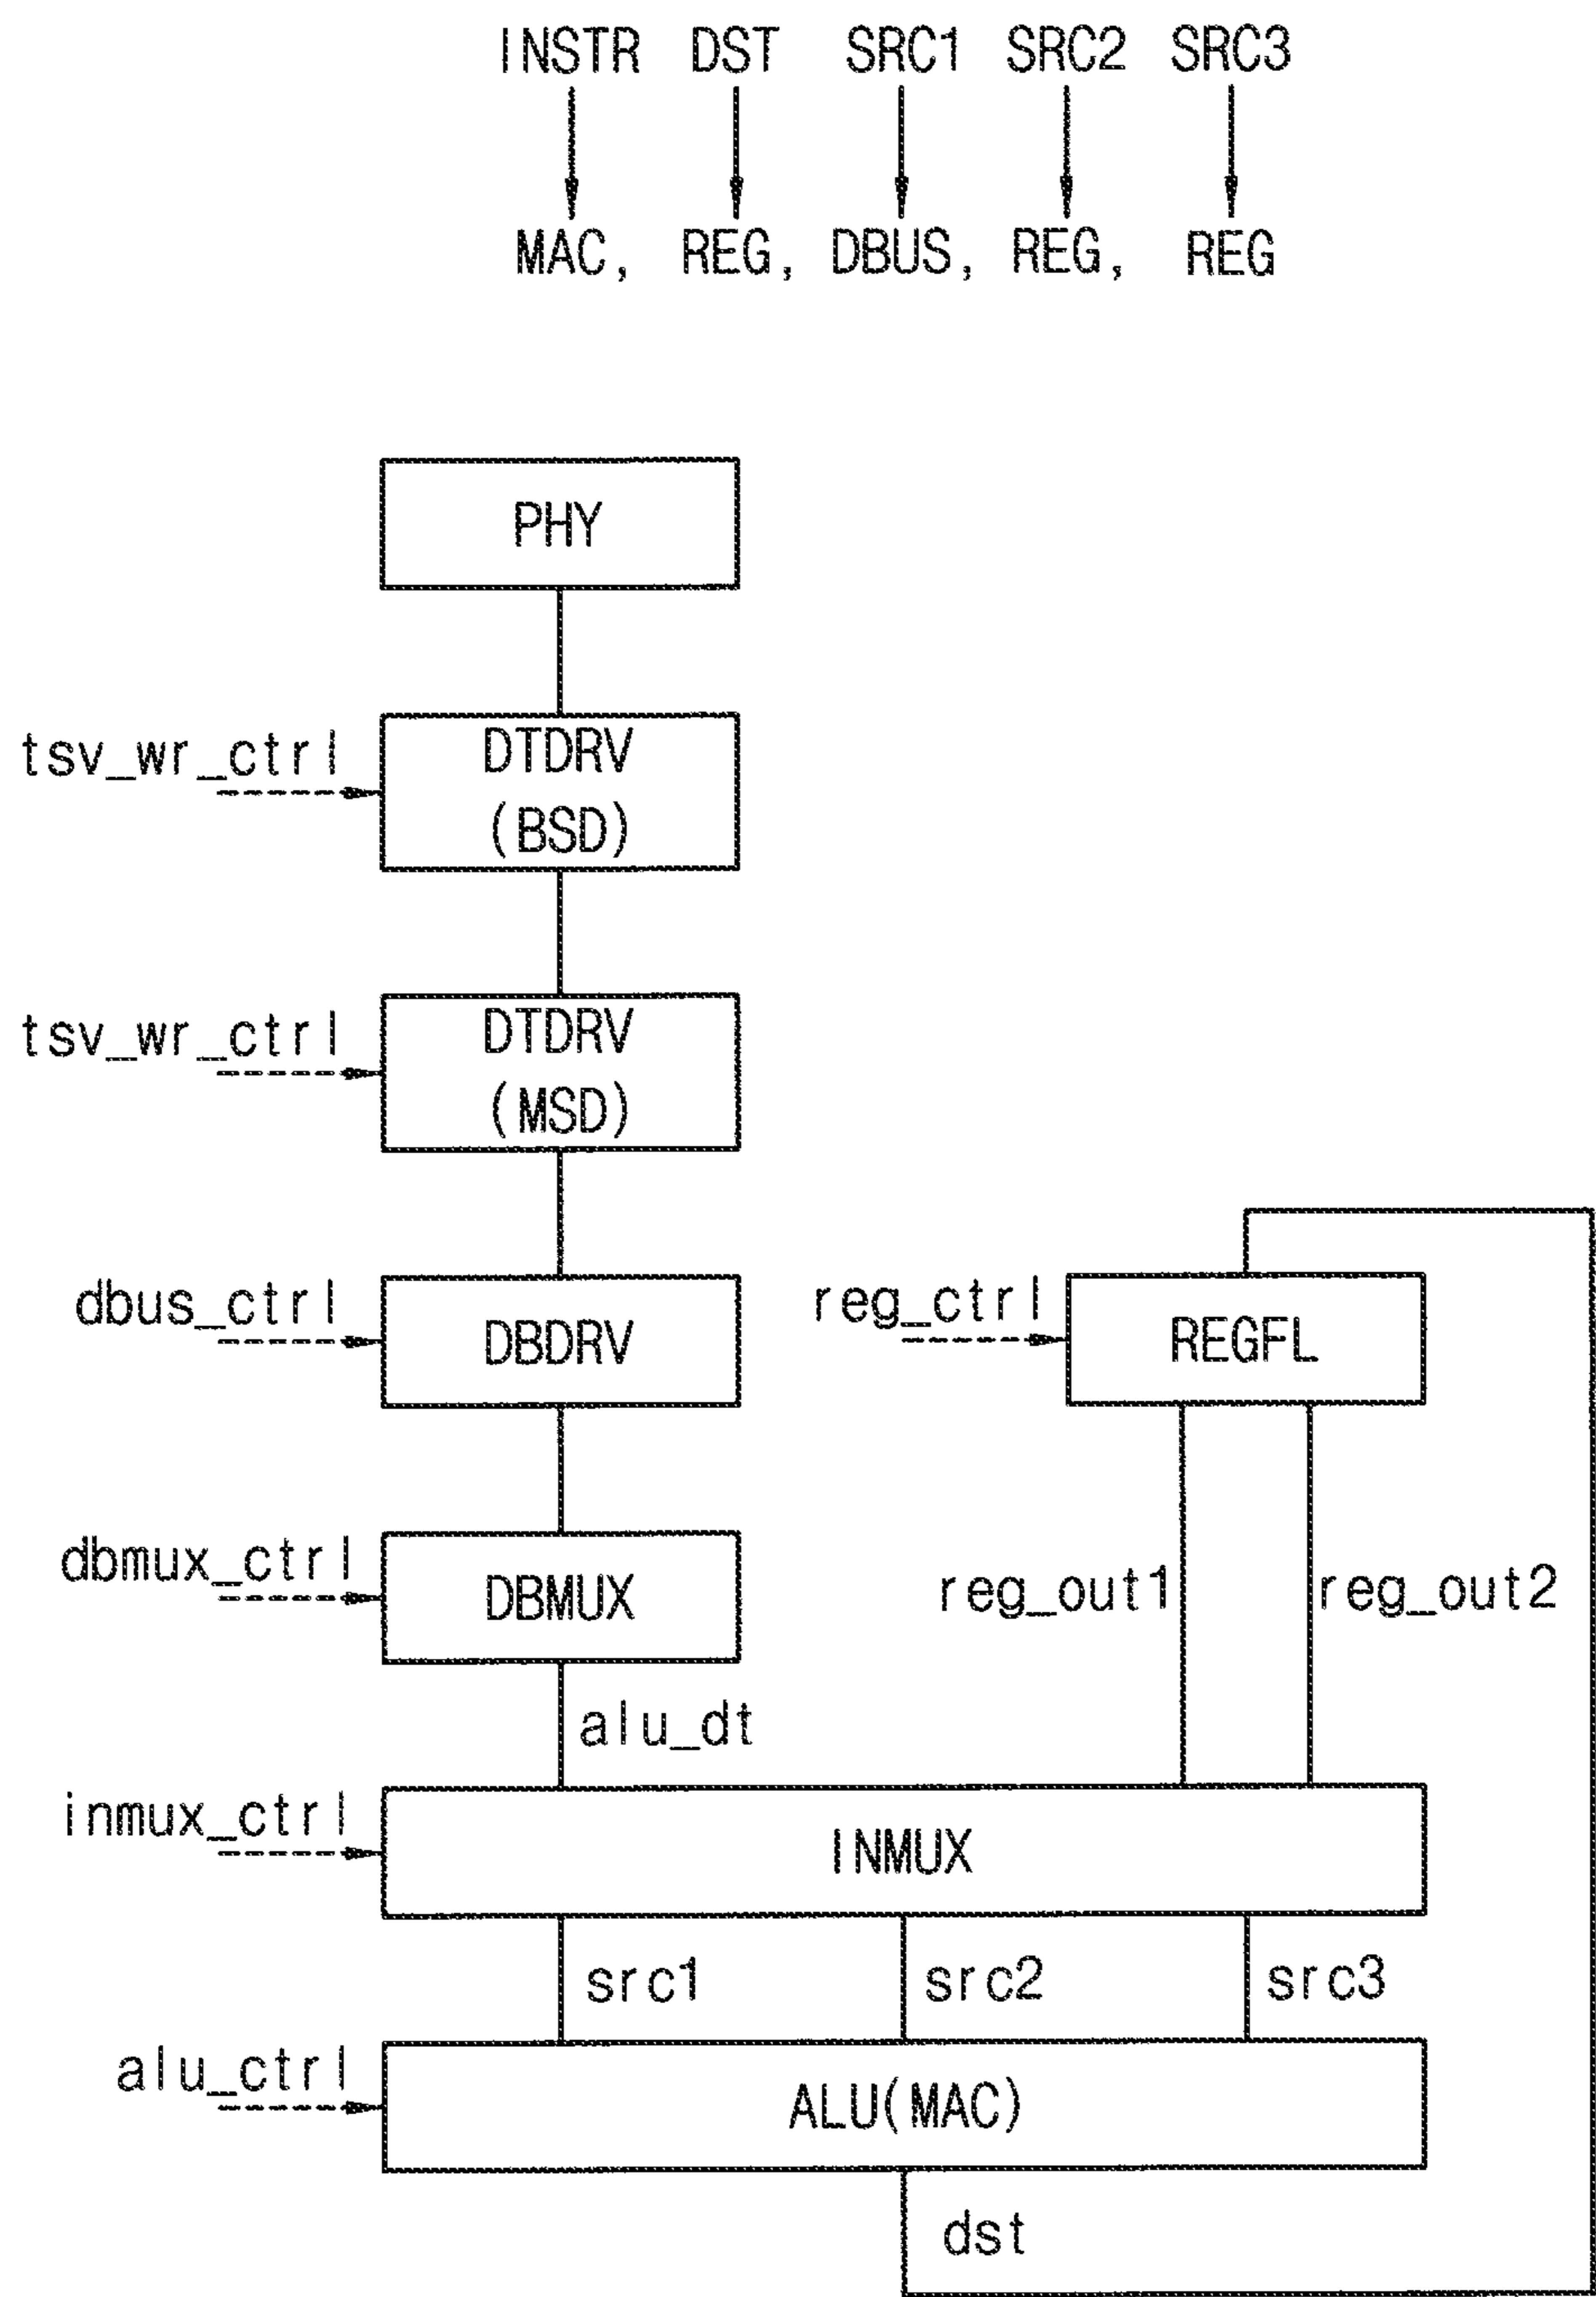 INSTR DST SRC1 SRC2 SRC3
MAC, REG, DBUS, REG, REG
PHY
tsv_wr_ctrl
DTDRV
(BSD)
tsv_wr_ctrl
DTDRV
(MSD)
dbus_ctrl
DBDRV
reg_ctrl
REGFL
dbmux_ctrl
DBMUX
reg_out1
reg_out2
alu_dt
inmux_ctrl
INMUX
src1
src2
src3
alu_ctrl
ALU(MAC)
dst